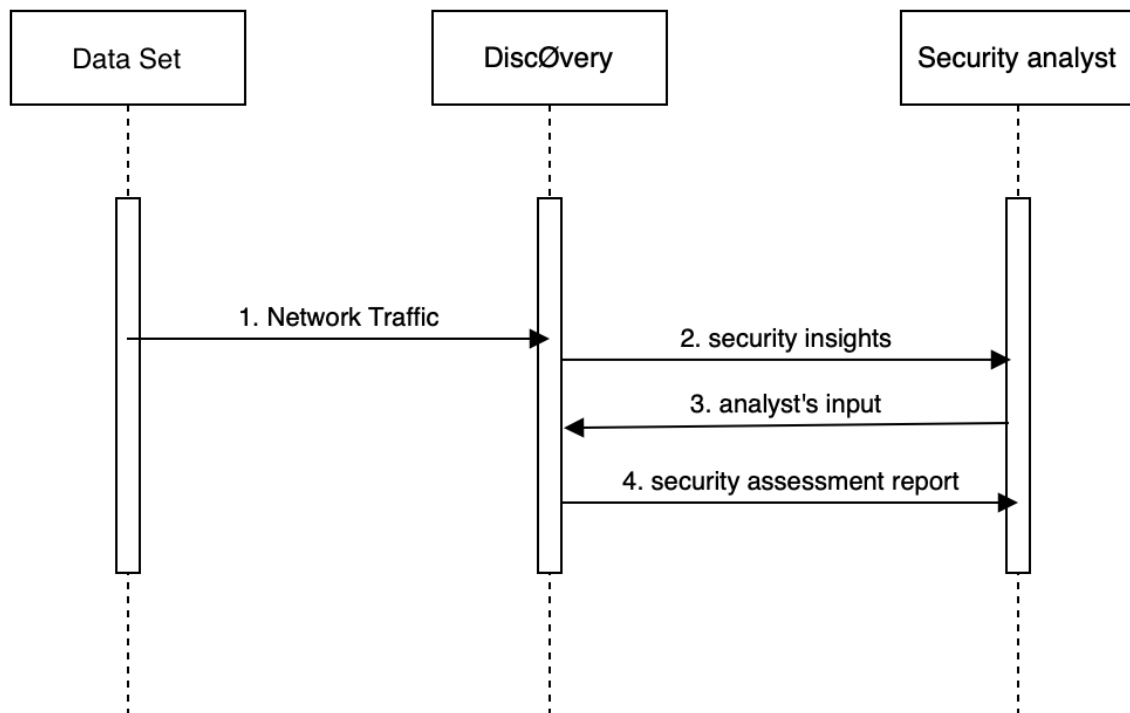 Data Set
DiscØvery
Security analyst
1. Network Traffic
2. security insights
3. analyst's input
4. security assessment report